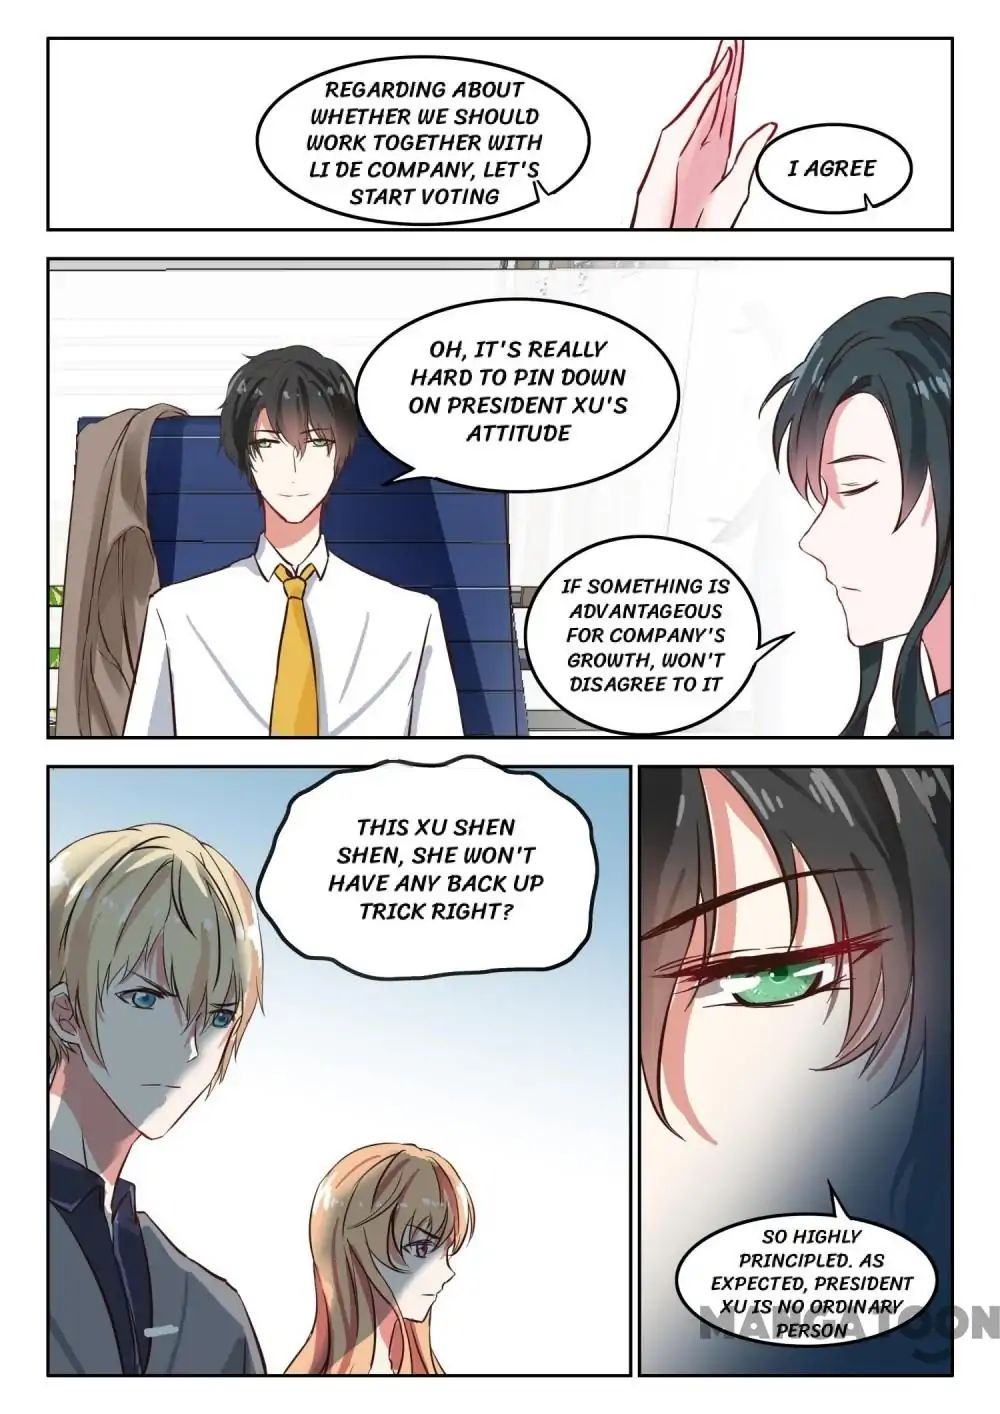 REGARDING ABOUT
WHETHER WE SHOULD
WORK TOGETHER WITH
LI DE COMPANY, LET'S
START VOTING
I AGREE
OH, IT'S REALLY
HARD TO PIN DOWN
ON PRESIDENT XU'S
ATTITUDE
IF SOMETHING IS
ADVANTAGEOUS
FOR COMPANY'S
GROWTH, WON'T
DISAGREE TO IT
THIS XU SHEN
SHEN, SHE WON'T
HAVE ANY BACK UP
TRICK RIGHT?
SO HIGHLY
PRINCIPLED. AS
EXPECTED, PRESIDENT
XU IS NO ORDINARY
PERSON
MANGATOON